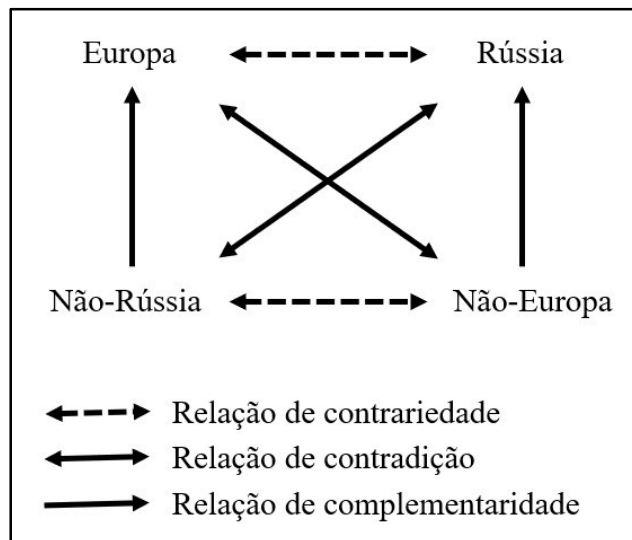 Europa Rússia
Não-Rússia Não-Europa
Relação de contrariedade
Relação de contradição
Relação de complementaridade